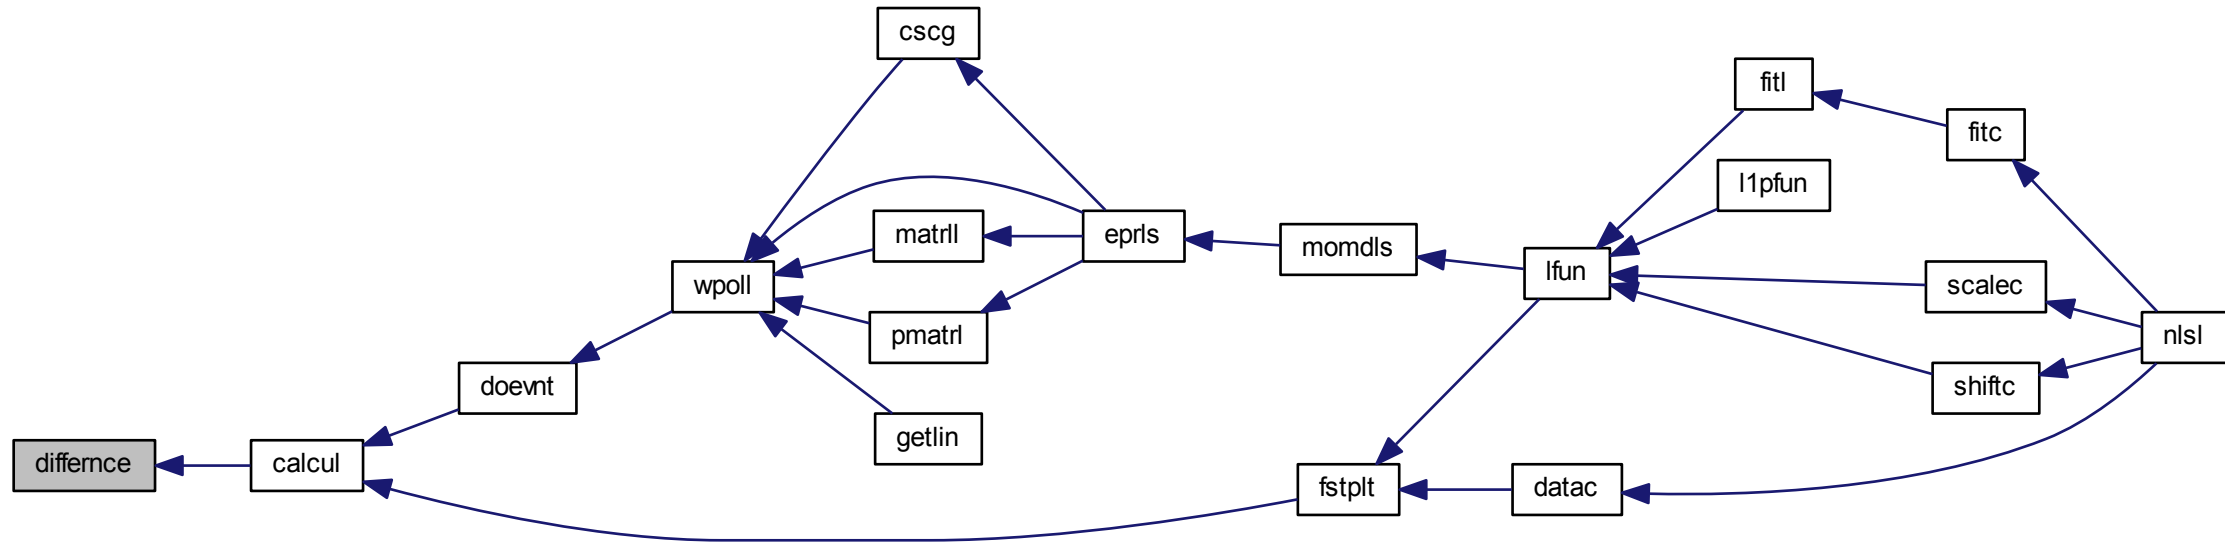 cscg
fitl
fitc
l1pfun
matrll
eprls
momdls
lfun
wpoll
scalec
pmatrl
nlsl
doevnt
shiftc
getlin
differnce
calcul
fstplt
datac